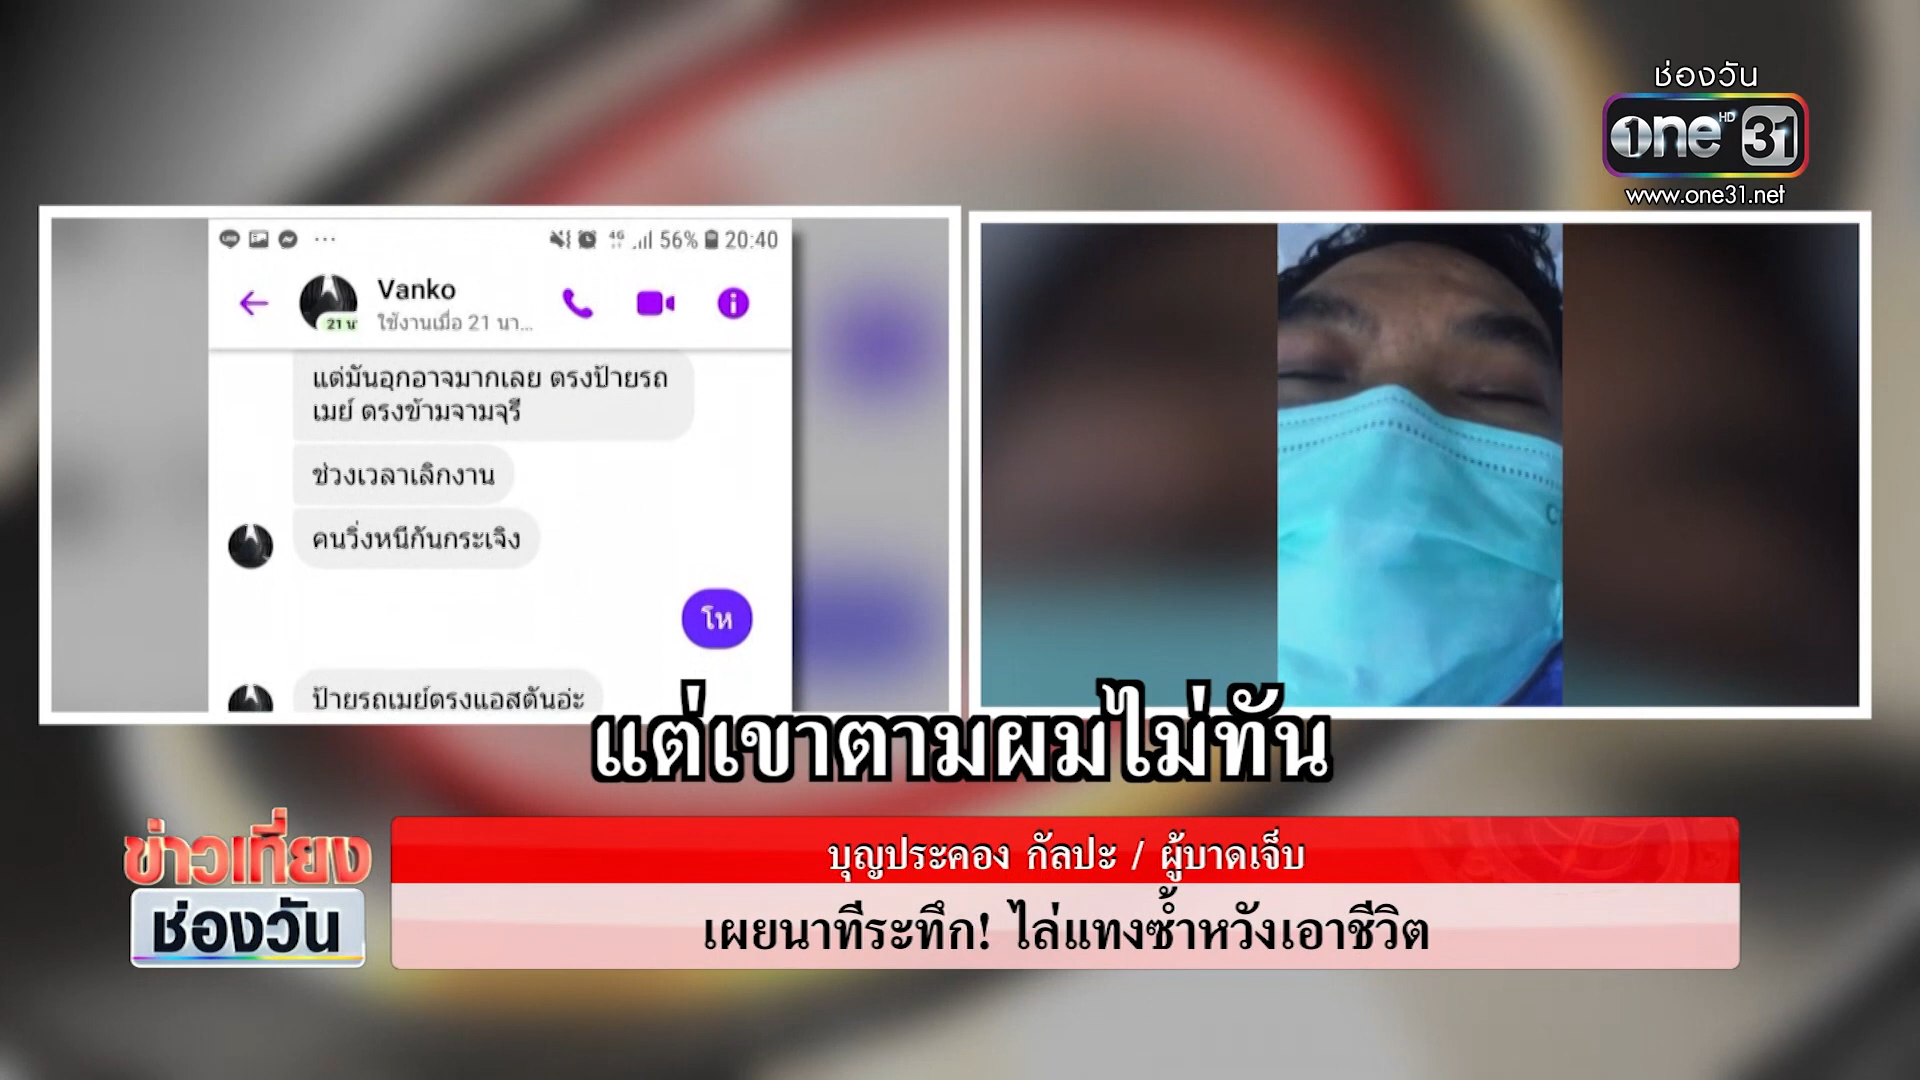 ช่องวัน
one HD 31
www.one31.net
4G 56% 20:40
Vanko
21 น
ใช้งานเมื่อ 21 นา...
แต่มันอุกอาจมากเลย ตรงป้ายรถ
เมย์ ตรงข้ามจามจุรี
ช่วงเวลาเลิกงาน
คนวิ่งหนีกันกระเจิง
โห
ป้ายรถเมย์ตรงแอสตันอ่ะ
แต่เขาตามผมไม่ทัน
ข่าวเที่ยง
ช่องวัน
บุญประคอง กัลปะ / ผู้บาดเจ็บ
เผยนาทีระทึก! ไล่แทงซ้ำหวังเอาชีวิต